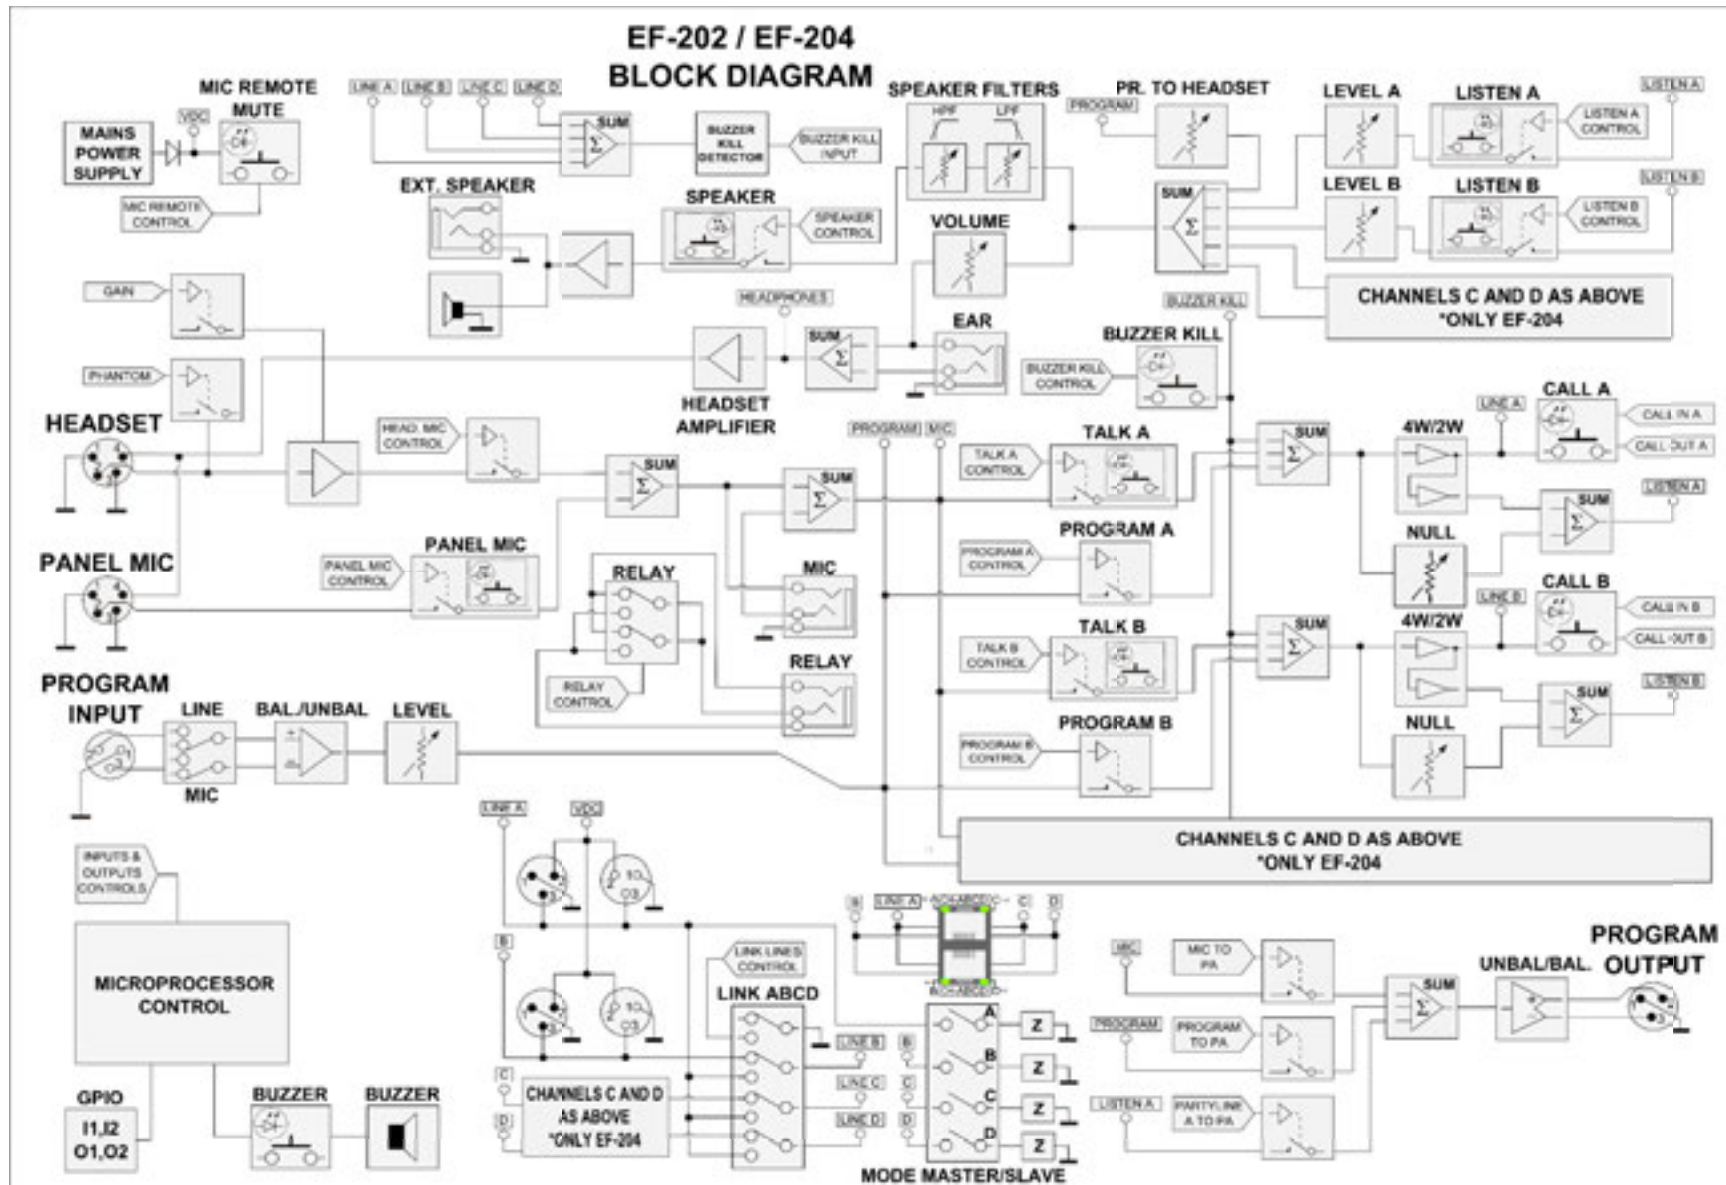 EF-202 / EF-204
BLOCK DIAGRAM
MIC REMOTE
MUTE
VDC
MAINS
POWER
SUPPLY
MIC REMOTE
CONTROL
LINE A
LINE B
LINE C
LINE D
SUM
Σ
BUZZER
KILL
DETECTOR
BUZZER KILL
INPUT
EXT. SPEAKER
SPEAKER
SPEAKER
CONTROL
SPEAKER FILTERS
HPF
LPF
VOLUME
PR. TO HEADSET
PROGRAM
SUM
Σ
LEVEL A
LISTEN A
LISTEN A
CONTROL
LISTEN A
LEVEL B
LISTEN B
LISTEN B
CONTROL
LISTEN B
CHANNELS C AND D AS ABOVE
*ONLY EF-204
GAIN
PHANTOM
HEADPHONES
HEADSET
AMPLIFIER
SUM
Σ
EAR
BUZZER KILL
BUZZER KILL
BUZZER KILL
CONTROL
HEADSET
HEAD. MIC
CONTROL
SUM
Σ
SUM
Σ
PROGRAM
MIC
TALK A
TALK A
CONTROL
SUM
Σ
4W/2W
LINE A
CALL A
CALL IN A
CALL OUT A
LISTEN A
SUM
Σ
NULL
PROGRAM A
PROGRAM A
CONTROL
PANEL MIC
PANEL MIC
PANEL MIC
CONTROL
RELAY
MIC
RELAY
CONTROL
RELAY
TALK B
TALK B
CONTROL
SUM
Σ
4W/2W
LINE B
CALL B
CALL IN B
CALL OUT B
LISTEN B
SUM
Σ
NULL
PROGRAM B
PROGRAM B
CONTROL
PROGRAM
INPUT
LINE
MIC
BAL./UNBAL
LEVEL
CHANNELS C AND D AS ABOVE
*ONLY EF-204
INPUTS &
OUTPUTS
CONTROLS
MICROPROCESSOR
CONTROL
GPIO
I1,I2
O1,O2
BUZZER
BUZZER
LINE A
VDC
B
C
D
CHANNELS C AND D
AS ABOVE
*ONLY EF-204
LINK LINES
CONTROL
LINK ABCD
LINE B
LINE C
LINE D
B
LINE A
C
D
B
C
D
A
B
C
D
Z
Z
Z
Z
MODE MASTER/SLAVE
MIC
MIC TO
PA
PROGRAM
PROGRAM
TO PA
LISTEN A
PARTYLINE
A TO PA
SUM
Σ
UNBAL/BAL.
PROGRAM
OUTPUT